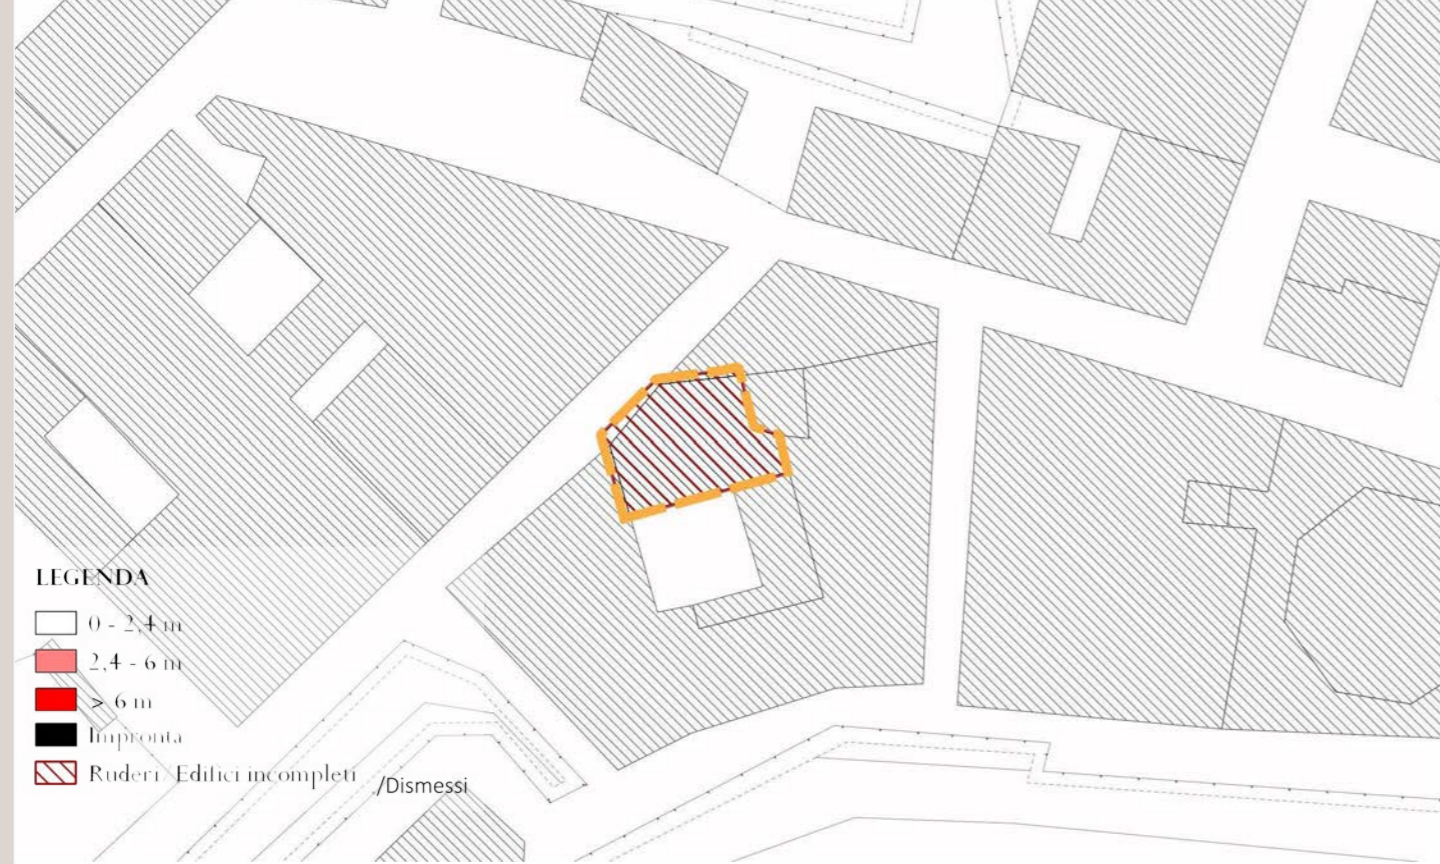 LEGENDA
0 - 2,4 m
2,4 - 6 m
> 6 m
Impronta
Ruderi/Edifici incompleti /Dismessi